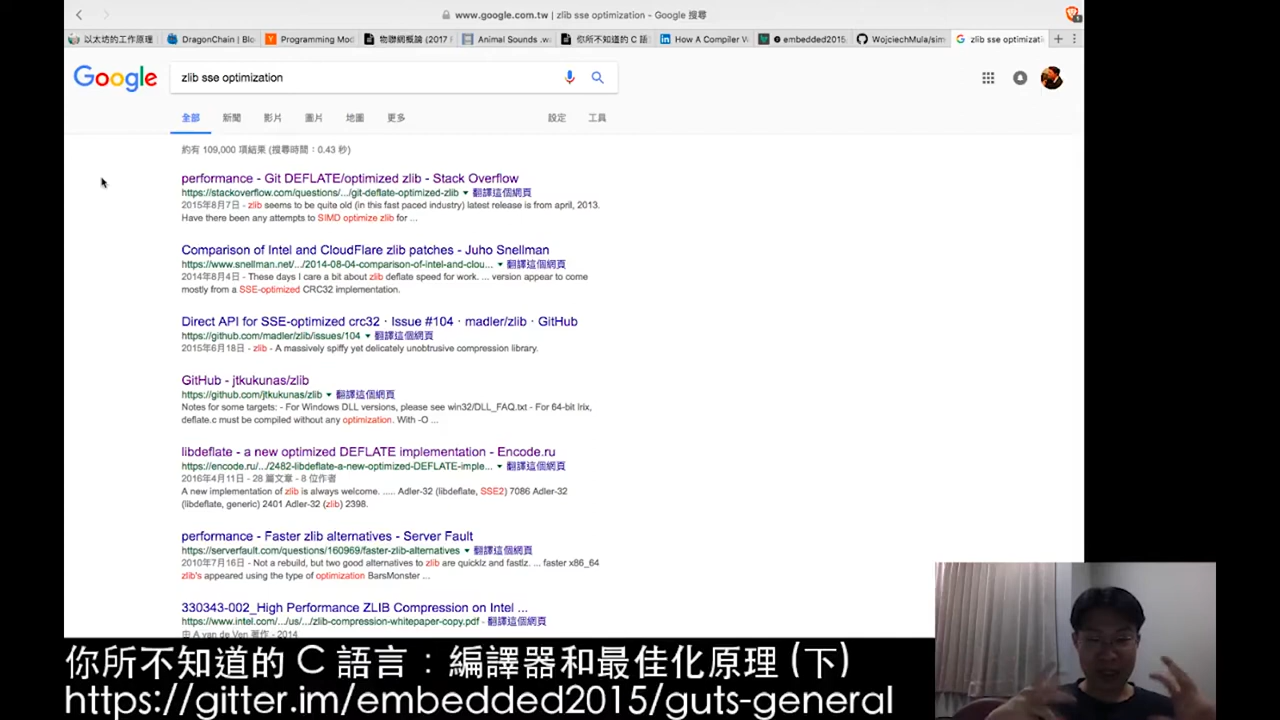 www.google.com.tw | zlib sse optimization - Google 搜尋
以太坊的工作原理
DragonChain | Blo
Programming Mod
物聯網概論 (2017 F
Animal Sounds .w
你所不知道的 C 語
How A Compiler W
embedded2015
WojciechMula/sim
zlib sse optimizati
Google
zlib sse optimization
全部 新聞 影片 圖片 地圖 更多 設定 工具
約有 109,000 項結果 (搜尋時間:0.43 秒)
performance - Git DEFLATE/optimized zlib - Stack Overflow
https://stackoverflow.com/questions/.../git-deflate-optimized-zlib 翻譯這個網頁
2015年8月7日 - zlib seems to be quite old (in this fast paced industry) latest release is from april, 2013.
Have there been any attempts to SIMD optimize zlib for ...
Comparison of Intel and CloudFlare zlib patches - Juho Snellman
https://www.snellman.net/.../2014-08-04-comparison-of-intel-and-clou... 翻譯這個網頁
2014年8月4日 - These days I care a bit about zlib deflate speed for work. ... version appear to come
mostly from a SSE-optimized CRC32 implementation.
Direct API for SSE-optimized crc32 · Issue #104 · madler/zlib · GitHub
https://github.com/madler/zlib/issues/104 翻譯這個網頁
2015年6月18日 - zlib - A massively spiffy yet delicately unobtrusive compression library.
GitHub - jtkukunas/zlib
https://github.com/jtkukunas/zlib 翻譯這個網頁
Notes for some targets: - For Windows DLL versions, please see win32/DLL_FAQ.txt - For 64-bit Irix,
deflate.c must be compiled without any optimization. With -O ...
libdeflate - a new optimized DEFLATE implementation - Encode.ru
https://encode.ru/.../2482-libdeflate-a-new-optimized-DEFLATE-imple... 翻譯這個網頁
2016年4月11日 - 28 篇文章 - 8 位作者
A new implementation of zlib is always welcome. ..... Adler-32 (libdeflate, SSE2) 7086 Adler-32
(libdeflate, generic) 2401 Adler-32 (zlib) 2398.
performance - Faster zlib alternatives - Server Fault
https://serverfault.com/questions/160969/faster-zlib-alternatives 翻譯這個網頁
2010年7月16日 - Not a rebuild, but two good alternatives to zlib are quicklz and fastlz. ... faster x86_64
zlib's appeared using the type of optimization BarsMonster ...
330343-002_High Performance ZLIB Compression on Intel ...
https://www.intel.com/.../us/.../zlib-compression-whitepaper-copy.pdf - 翻譯這個網頁
由 A van de Ven 著作 - 2014
你所不知道的 C 語言:編譯器和最佳化原理 (下)
https://gitter.im/embedded2015/guts-general